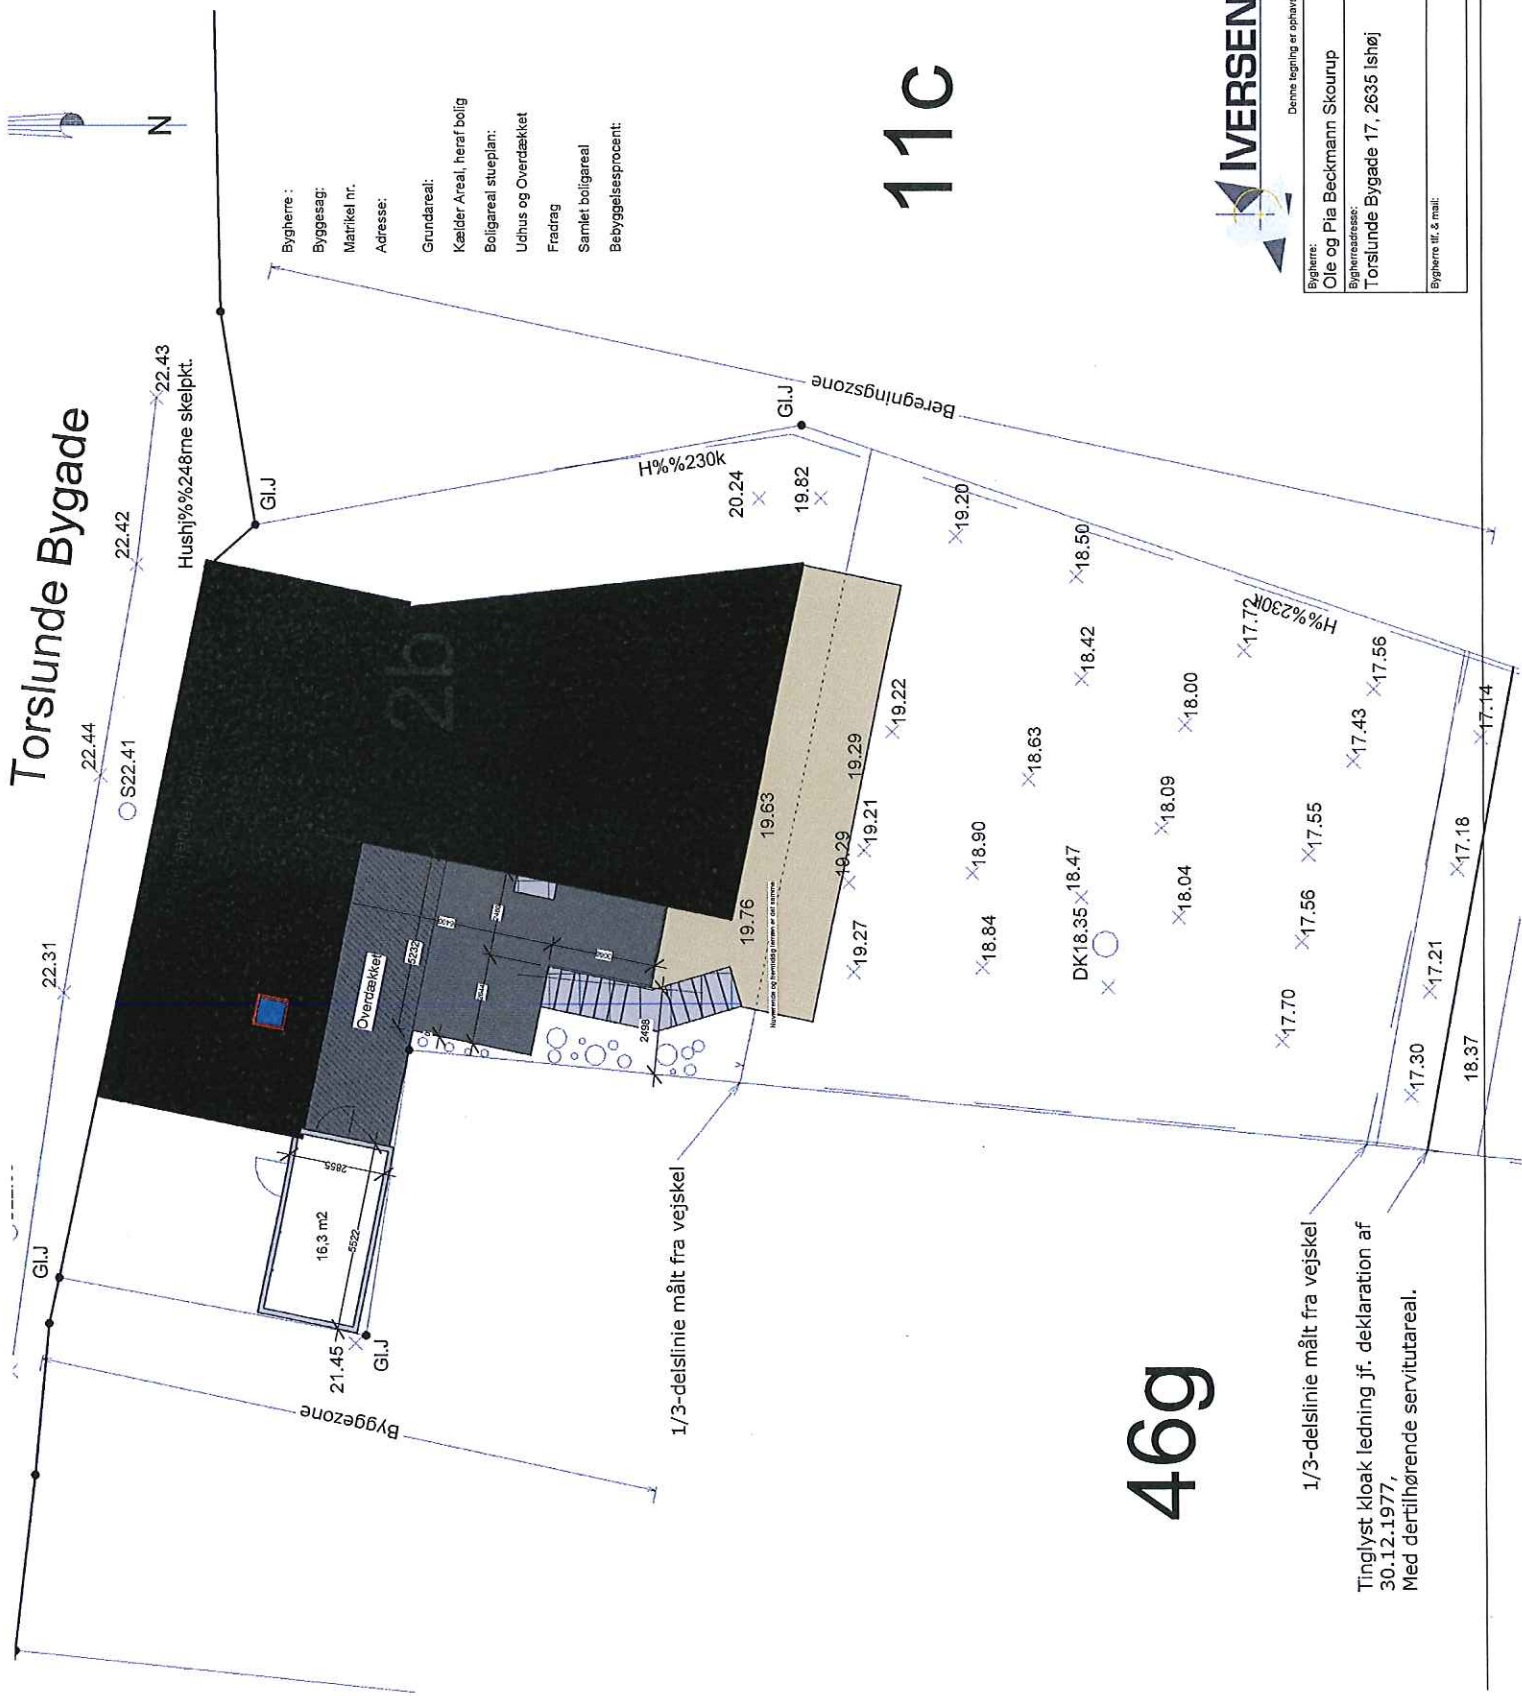 Torslunde Bygade
22.31
22.44
22.42
22.43
S22.41
Hushj%%248rne skelpkt.
Gl.J
Gl.J
N
Bygherre :
Byggesag:
Matrikel nr.
Adresse:
Grundareal:
Kælder Areal, heraf bolig
Boligareal stueplan:
Udhus og Overdækket
Fradrag
Samlet boligareal
Bebyggelsesprocent:
2b
Overdækket
5232
2498
16,3 m2
2855
5522
21.45
Gl.J
Byggezone
Beregningszone
Gl.J
H%%230k
20.24
19.82
19.20
19.63
19.76
19.29
19.29
19.21
19.22
19.27
18.50
18.42
18.63
18.90
18.84
18.47
DK18.35
18.00
18.09
18.04
17.72
H%%230k
17.56
17.43
17.55
17.56
17.70
17.14
17.18
17.21
17.30
18.37
11c
46g
1/3-delslinie målt fra vejskel
1/3-delslinie målt fra vejskel
Tinglyst kloak ledning jf. deklaration af
30.12.1977,
Med dertilhørende servitutareal.
IVERSEN
Denne tegning er ophavs
Bygherre:
Ole og Pia Beckmann Skourup
Bygherreadresse:
Torslunde Bygade 17, 2635 Ishøj
Bygherre tlf. & mail: